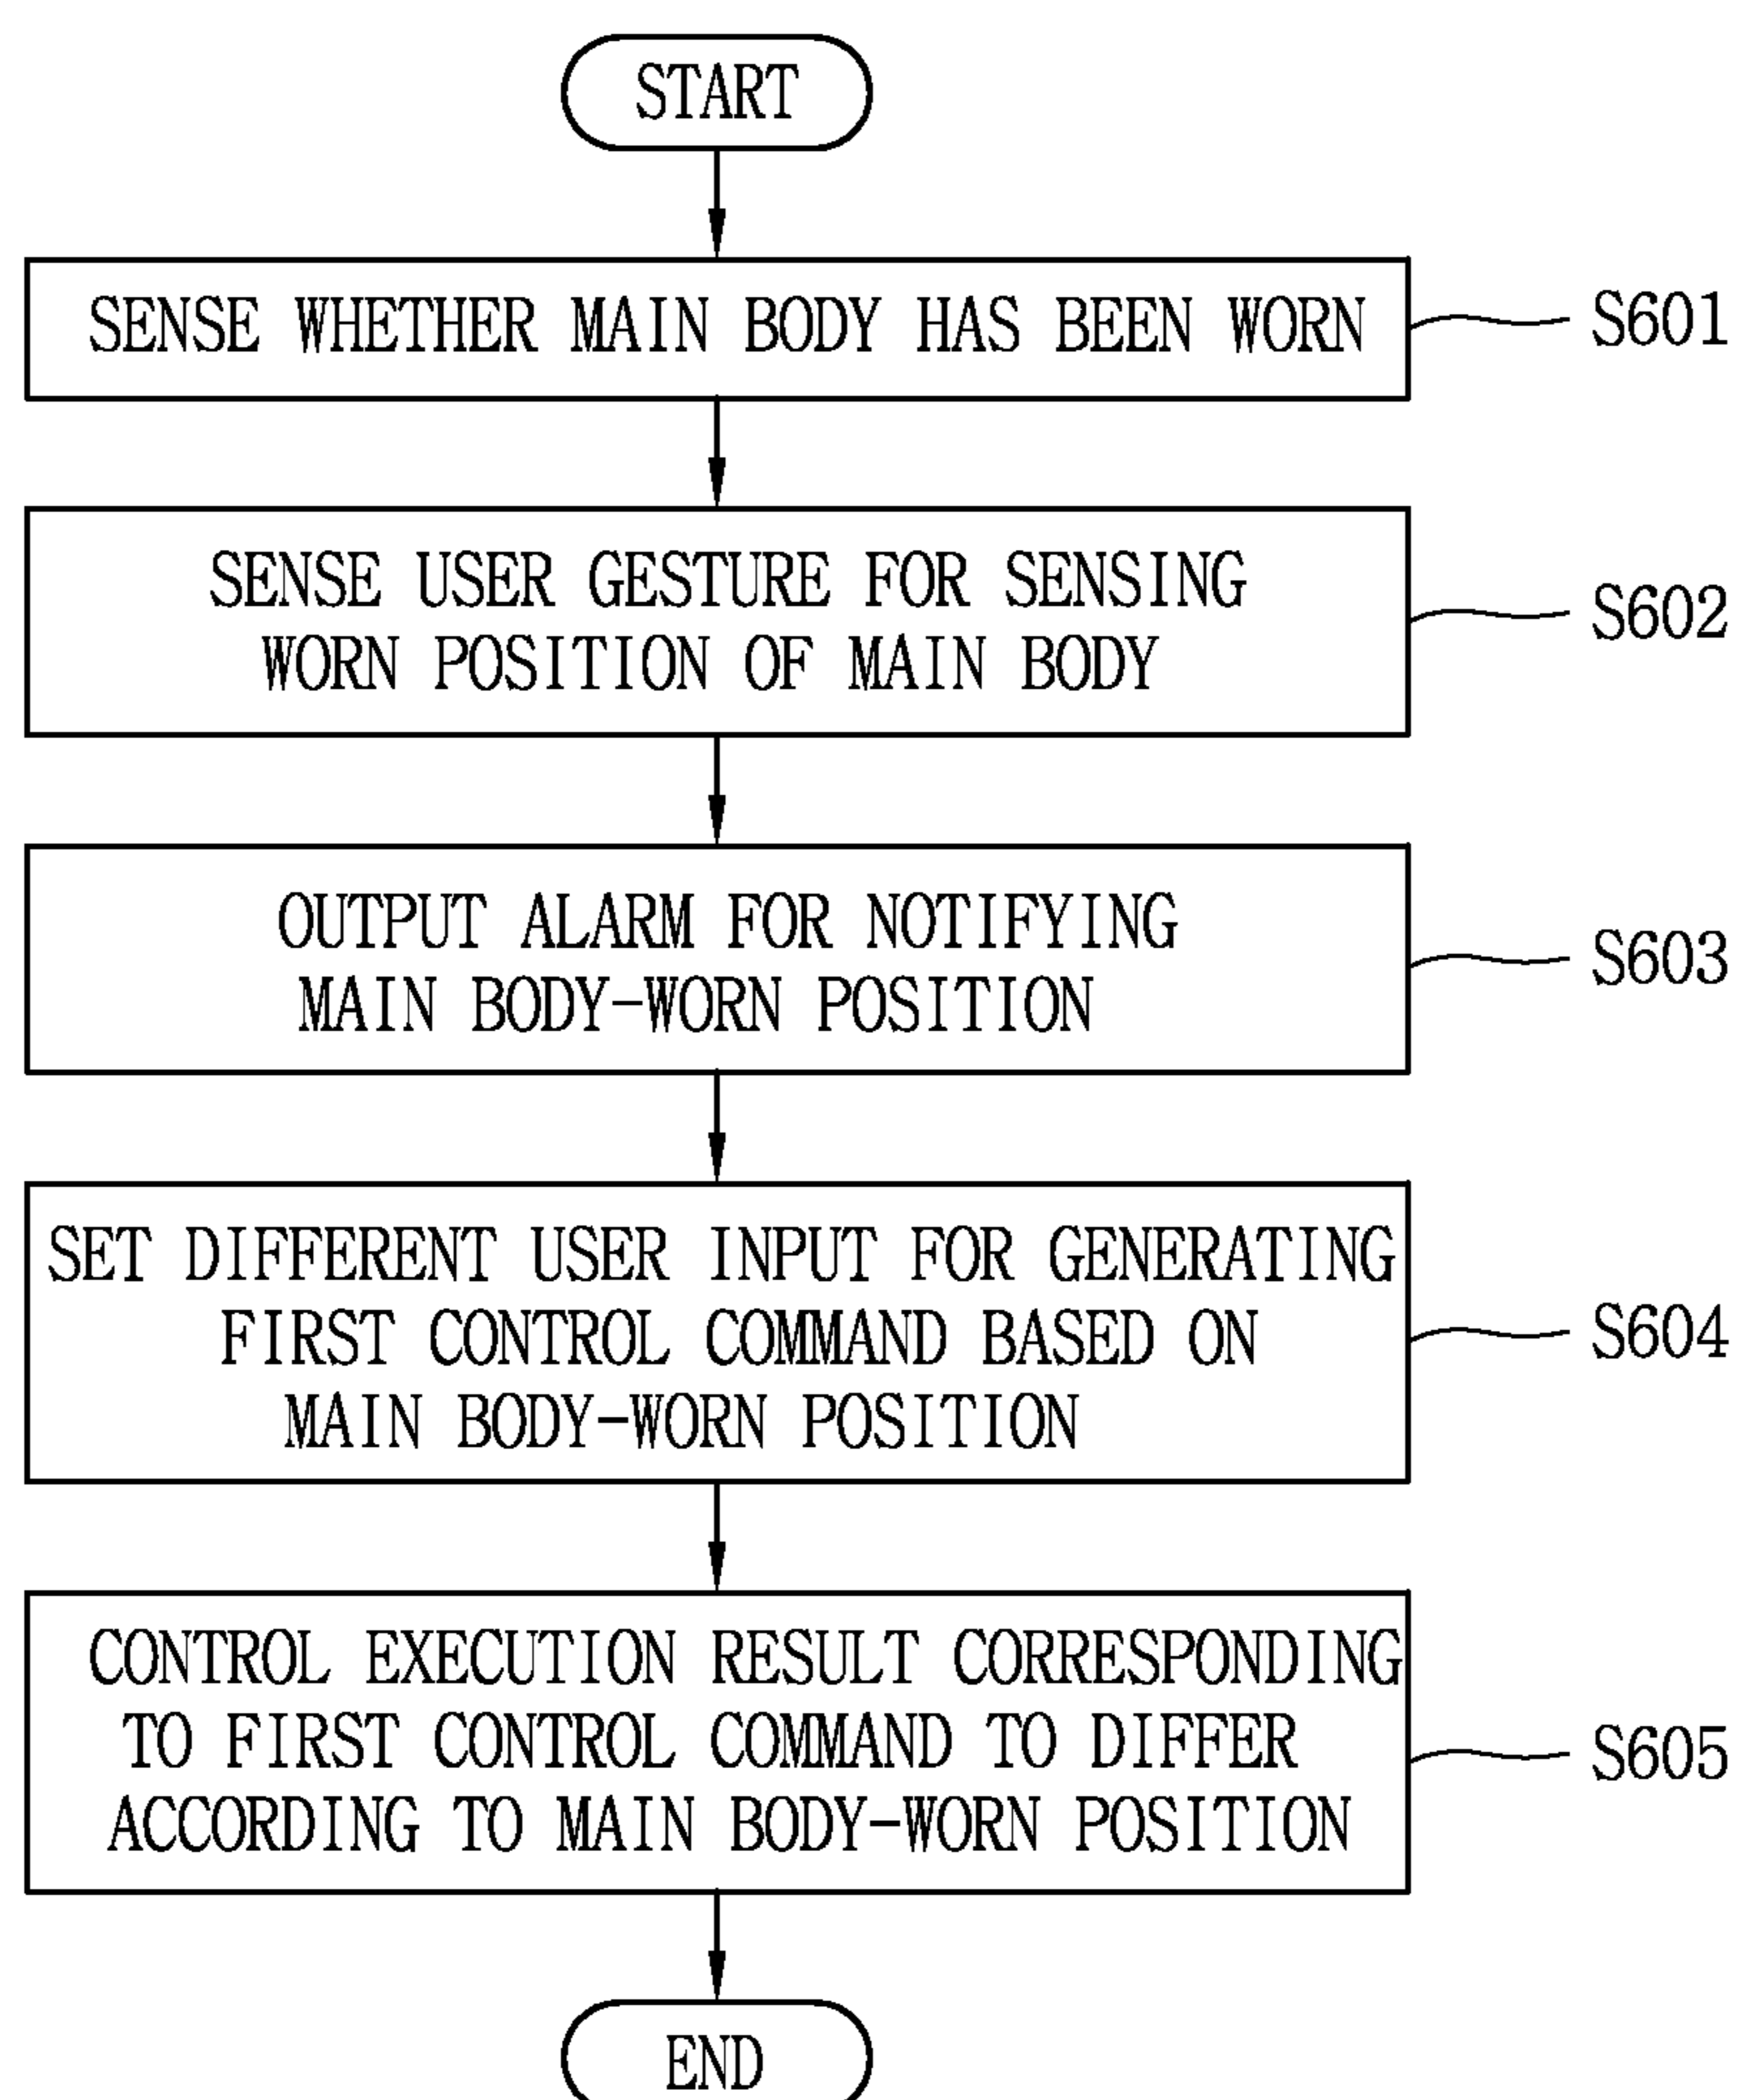 START
SENSE WHETHER MAIN BODY HAS BEEN WORN
S601
SENSE USER GESTURE FOR SENSING
WORN POSITION OF MAIN BODY
S602
OUTPUT ALARM FOR NOTIFYING
MAIN BODY-WORN POSITION
S603
SET DIFFERENT USER INPUT FOR GENERATING
FIRST CONTROL COMMAND BASED ON
MAIN BODY-WORN POSITION
S604
CONTROL EXECUTION RESULT CORRESPONDING
TO FIRST CONTROL COMMAND TO DIFFER
ACCORDING TO MAIN BODY-WORN POSITION
S605
END